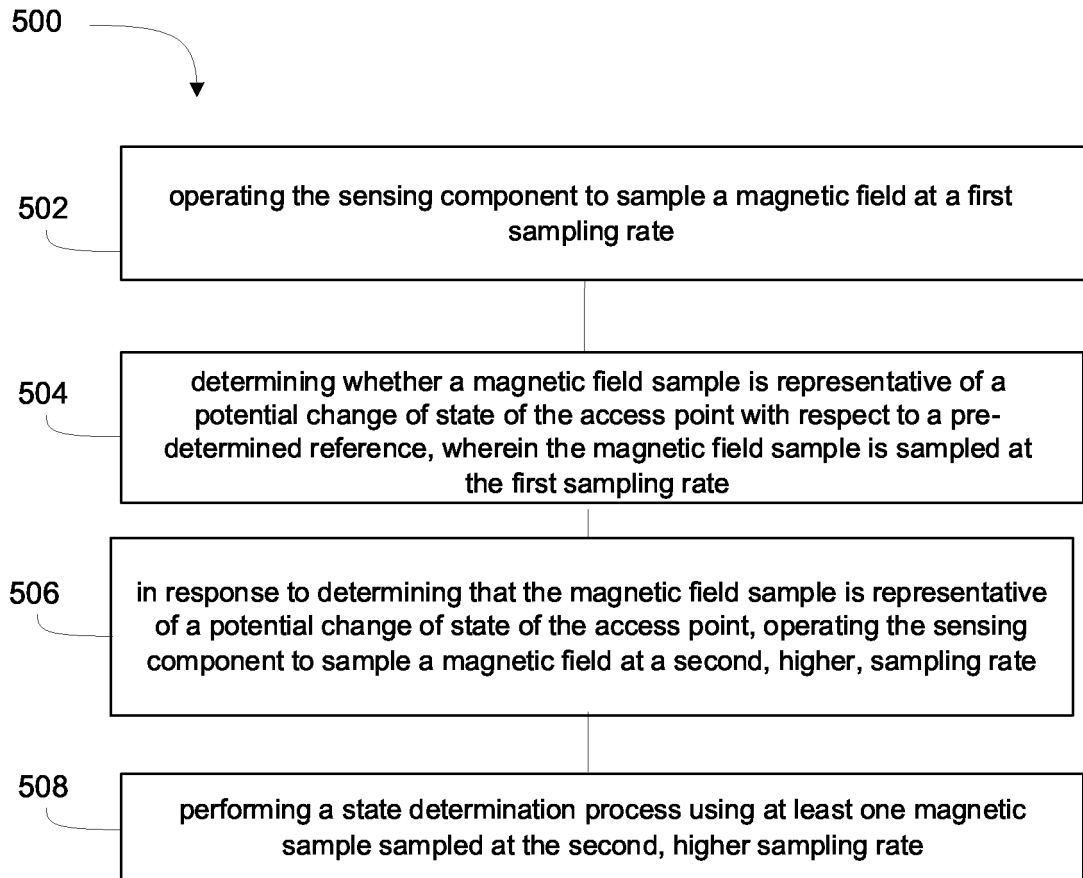 500
502
operating the sensing component to sample a magnetic field at a first
sampling rate
504
determining whether a magnetic field sample is representative of a
potential change of state of the access point with respect to a pre-
determined reference, wherein the magnetic field sample is sampled at
the first sampling rate
506
in response to determining that the magnetic field sample is representative
of a potential change of state of the access point, operating the sensing
component to sample a magnetic field at a second, higher, sampling rate
508
performing a state determination process using at least one magnetic
sample sampled at the second, higher sampling rate